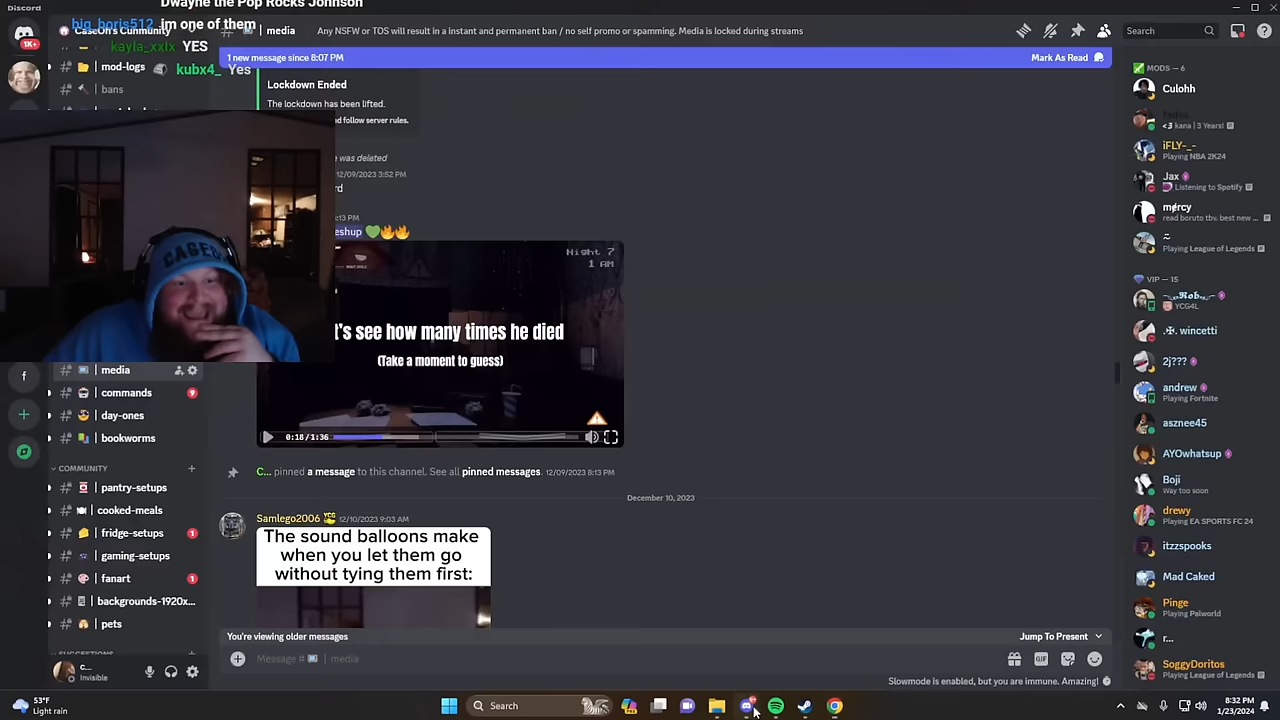 Discord
Dwayne the Pop Rocks Johnson
big_boris512 im one of them
kayla_xxlx YES
kubx4_ Yes
1K+
CaseOh's Community
mod-logs
bans
media
commands 9
day-ones
bookworms
COMMUNITY
pantry-setups
cooked-meals
fridge-setups 1
gaming-setups
fanart 1
backgrounds-1920x...
pets
C...
Invisible
# | media Any NSFW or TOS will result in a instant and permanent ban / no self promo or spamming. Media is locked during streams
Search
1 new message since 8:07 PM
Mark As Read
Lockdown Ended
The lockdown has been lifted.
nd follow server rules.
was deleted
12/09/2023 3:52 PM
rd
:13 PM
eshup
Night 7
1 AM
t's see how many times he died
(Take a moment to guess)
0:18/1:36
C... pinned a message to this channel. See all pinned messages. 12/09/2023 8:13 PM
December 10, 2023
Samlego2006 YCG 12/10/2023 9:03 AM
The sound balloons make
when you let them go
without tying them first:
You're viewing older messages
Jump To Present
Message # | media
GIF
Slowmode is enabled, but you are immune. Amazing!
MODS — 6
Culohh
<3 kana | 3 Years!
iFLY-_-
Playing NBA 2K24
Jax
Listening to Spotify
mercy
read boruto tbv. best new ...
Playing League of Legends
VIP — 15
YCG4L
wincetti
2j???
andrew
Playing Fortnite
asznee45
AYOwhatsup
Boji
Way too soon
drewy
Playing EA SPORTS FC 24
itzzspooks
Mad Caked
Pinge
Playing Palworld
r...
SoggyDoritos
Playing League of Legends
53°F
Light rain
Search
8:32 PM
1/23/2024